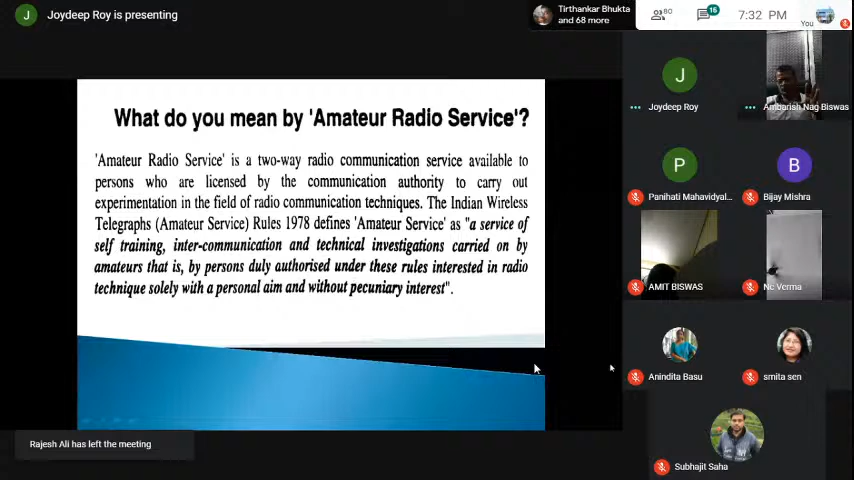 J Joydeep Roy is presenting
Tirthankar Bhukta
and 68 more
80
16
7:32 PM
You
What do you mean by 'Amateur Radio Service'?
'Amateur Radio Service' is a two-way radio communication service available to
persons who are licensed by the communication authority to carry out
experimentation in the field of radio communication techniques. The Indian Wireless
Telegraphs (Amateur Service) Rules 1978 defines 'Amateur Service' as "a service of
self training, inter-communication and technical investigations carried on by
amateurs that is, by persons duly authorised under these rules interested in radio
technique solely with a personal aim and without pecuniary interest".
J
Joydeep Roy
Ambarish Nag Biswas
P
Panihati Mahavidyal...
B
Bijay Mishra
AMIT BISWAS
Nc Verma
Anindita Basu
smita sen
Subhajit Saha
Rajesh Ali has left the meeting